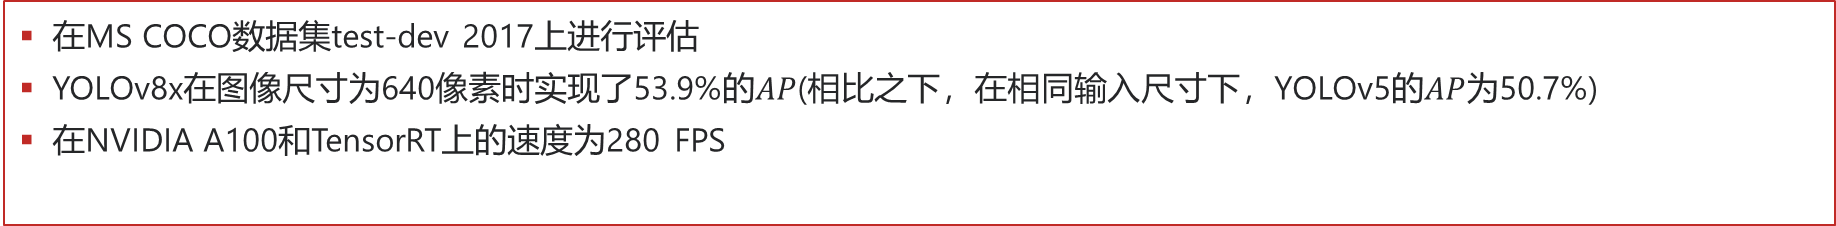 ▪ 在MS COCO数据集test-dev 2017上进行评估
▪ YOLOv8x在图像尺寸为640像素时实现了53.9%的AP(相比之下，在相同输入尺寸下，YOLOv5的AP为50.7%)
▪ 在NVIDIA A100和TensorRT上的速度为280 FPS